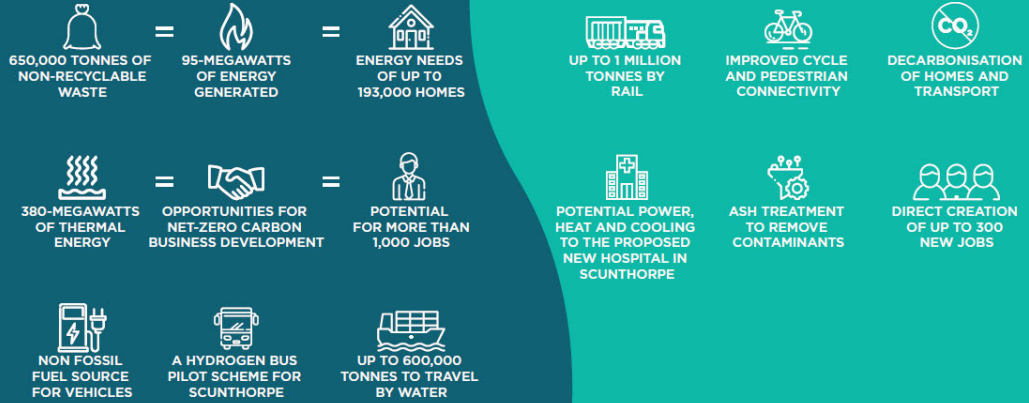 650,000 TONNES OF
NON-RECYCLABLE
WASTE
=
95-MEGAWATTS
OF ENERGY
GENERATED
=
ENERGY NEEDS
OF UP TO
193,000 HOMES
UP TO 1 MILLION
TONNES BY
RAIL
IMPROVED CYCLE
AND PEDESTRIAN
CONNECTIVITY
CO2
DECARBONISATION
OF HOMES AND
TRANSPORT
380-MEGAWATTS
OF THERMAL
ENERGY
=
OPPORTUNITIES FOR
NET-ZERO CARBON
BUSINESS DEVELOPMENT
=
POTENTIAL
FOR MORE THAN
1,000 JOBS
POTENTIAL POWER,
HEAT AND COOLING
TO THE PROPOSED
NEW HOSPITAL IN
SCUNTHORPE
ASH TREATMENT
TO REMOVE
CONTAMINANTS
DIRECT CREATION
OF UP TO 300
NEW JOBS
NON FOSSIL
FUEL SOURCE
FOR VEHICLES
A HYDROGEN BUS
PILOT SCHEME FOR
SCUNTHORPE
UP TO 600,000
TONNES TO TRAVEL
BY WATER